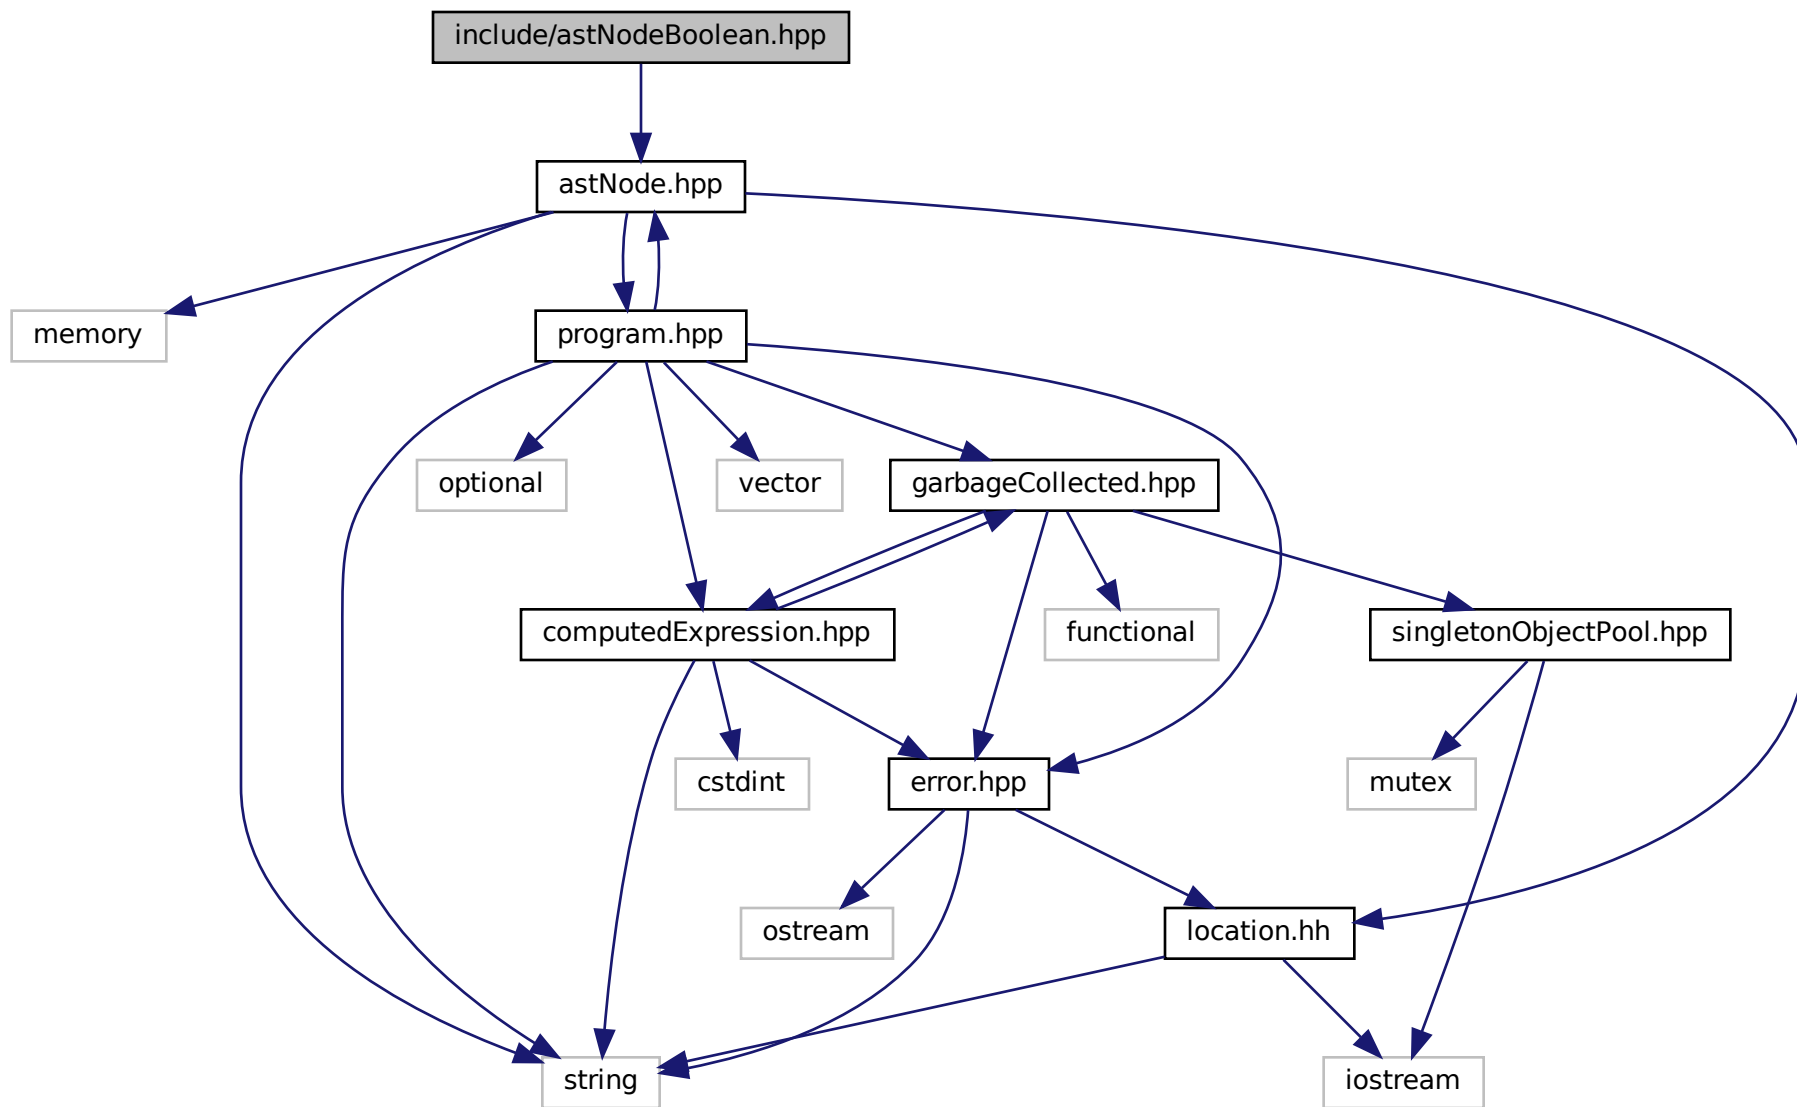 include/astNodeBoolean.hpp
astNode.hpp
memory
program.hpp
optional
vector
garbageCollected.hpp
computedExpression.hpp
functional
singletonObjectPool.hpp
cstdint
error.hpp
mutex
ostream
location.hh
string
iostream